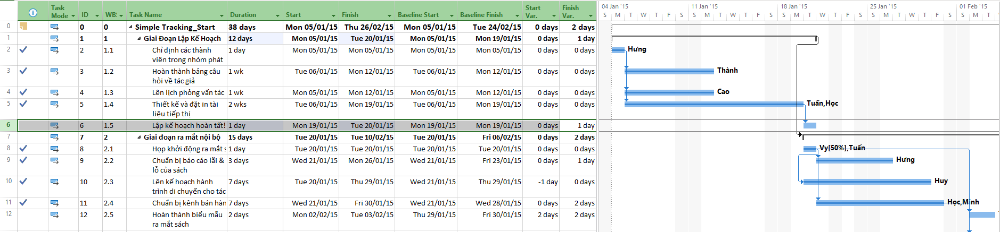 04 Jan '15 11 Jan '15 18 Jan '15 25 Jan '15 01 Feb '15
Task Mode ID WBS Task Name Duration Start Finish Baseline Start Baseline Finish Start Var. Finish Var.
S M T W T F S S M T W T F S S M T W T F S S M T W T F S S M T
0 0 0 Simple Tracking_Start 38 days Mon 05/01/15 Thu 26/02/15 Mon 05/01/15 Tue 24/02/15 0 days 2 days
1 1 1 Giai Đoạn Lập Kế Hoạch 12 days Mon 05/01/15 Tue 20/01/15 Mon 05/01/15 Mon 19/01/15 0 days 1 day
2 2 1.1 Chỉ định các thành 1 day Mon 05/01/15 Mon 05/01/15 Mon 05/01/15 Mon 05/01/15 0 days 0 days Hưng
viên trong nhóm phát
3 3 1.2 Hoàn thành bảng câu 1 wk Tue 06/01/15 Mon 12/01/15 Tue 06/01/15 Mon 12/01/15 0 days 0 days Thành
hỏi về tác giả
4 4 1.3 Lên lịch phỏng vấn tác 1 wk Mon 05/01/15 Mon 12/01/15 Mon 05/01/15 Mon 12/01/15 0 days 0 days Cao
5 5 1.4 Thiết kế và đặt in tài 2 wks Tue 06/01/15 Mon 19/01/15 Tue 06/01/15 Mon 19/01/15 0 days 0 days Tuấn,Học
liệu tiếp thị
6 6 1.5 Lập kế hoạch hoàn tất! 1 day Mon 19/01/15 Tue 20/01/15 Mon 19/01/15 Mon 19/01/15 0 days 1 day
7 7 2 Giai đoạn ra mắt nội bộ 15 days Tue 20/01/15 Tue 10/02/15 Tue 20/01/15 Fri 06/02/15 0 days 2 days
8 8 2.1 Họp khởi động ra mắt s 1 day Tue 20/01/15 Tue 20/01/15 Tue 20/01/15 Tue 20/01/15 0 days 0 days Vy[50%],Tuấn
9 9 2.2 Chuẩn bị báo cáo lãi & 3 days Wed 21/01/15 Mon 26/01/15 Wed 21/01/15 Fri 23/01/15 0 days 1 day Hưng
lỗ của sách
10 10 2.3 Lên kế hoạch hành 7 days Tue 20/01/15 Thu 29/01/15 Wed 21/01/15 Thu 29/01/15 -1 day 0 days Huy
trình di chuyển cho tác
11 11 2.4 Chuẩn bị kênh bán hàn 7 days Wed 21/01/15 Fri 30/01/15 Wed 21/01/15 Wed 28/01/15 0 days 2 days Học,Minh
12 12 2.5 Hoàn thành biểu mẫu 2 days Mon 02/02/15 Tue 03/02/15 Thu 29/01/15 Fri 30/01/15 2 days 2 days
ra mắt sách